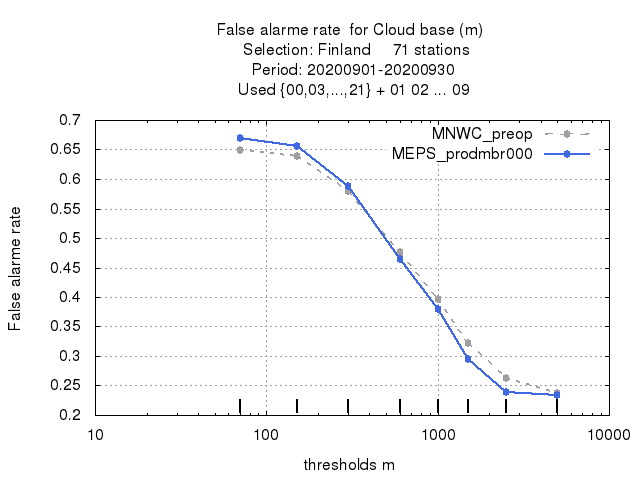 False alarme rate  for Cloud base (m)
Selection: Finland     71 stations
Period: 20200901-20200930
Used {00,03,...,21} + 01 02 ... 09
MNWC_preop
MEPS_prodmbr000
False alarme rate
0.7
0.65
0.6
0.55
0.5
0.45
0.4
0.35
0.3
0.25
0.2
10
100
1000
10000
thresholds m